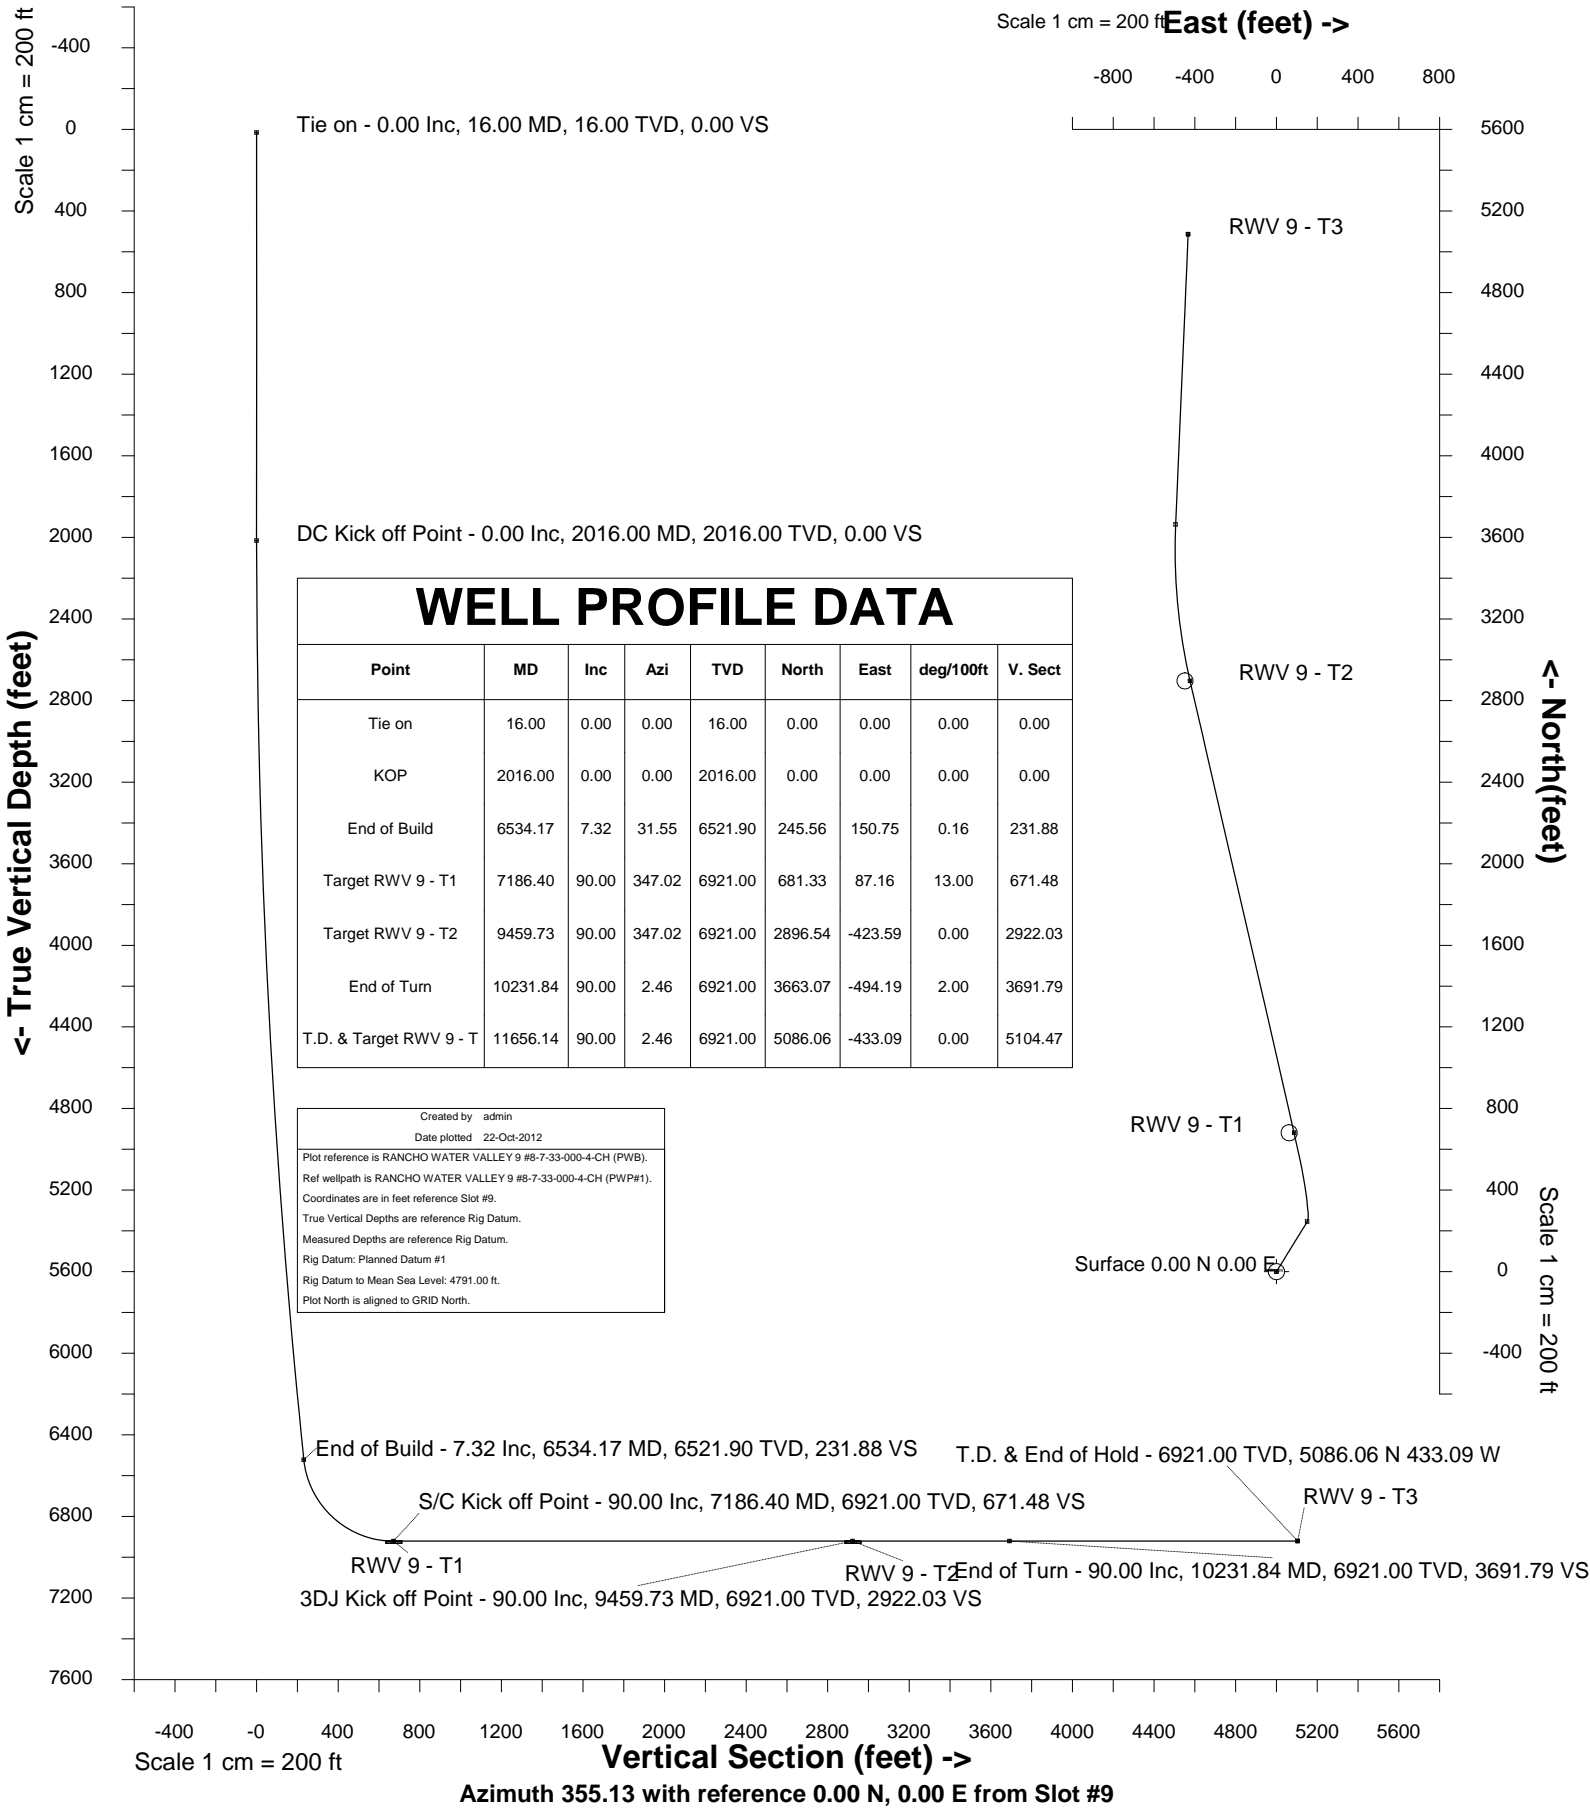 Scale 1 cm = 200 ft
East (feet) ->
-800 -400 0 400 800
Scale 1 cm = 200 ft
<- True Vertical Depth (feet)
-400
0
400
800
1200
1600
2000
2400
2800
3200
3600
4000
4400
4800
5200
5600
6000
6400
6800
7200
7600
Tie on - 0.00 Inc, 16.00 MD, 16.00 TVD, 0.00 VS
DC Kick off Point - 0.00 Inc, 2016.00 MD, 2016.00 TVD, 0.00 VS
WELL PROFILE DATA
Point MD Inc Azi TVD North East deg/100ft V. Sect
Tie on 16.00 0.00 0.00 16.00 0.00 0.00 0.00 0.00
KOP 2016.00 0.00 0.00 2016.00 0.00 0.00 0.00 0.00
End of Build 6534.17 7.32 31.55 6521.90 245.56 150.75 0.16 231.88
Target RWV 9 - T1 7186.40 90.00 347.02 6921.00 681.33 87.16 13.00 671.48
Target RWV 9 - T2 9459.73 90.00 347.02 6921.00 2896.54 -423.59 0.00 2922.03
End of Turn 10231.84 90.00 2.46 6921.00 3663.07 -494.19 2.00 3691.79
T.D. & Target RWV 9 - T 11656.14 90.00 2.46 6921.00 5086.06 -433.09 0.00 5104.47
Created by admin
Date plotted 22-Oct-2012
Plot reference is RANCHO WATER VALLEY 9 #8-7-33-000-4-CH (PWB).
Ref wellpath is RANCHO WATER VALLEY 9 #8-7-33-000-4-CH (PWP#1).
Coordinates are in feet reference Slot #9.
True Vertical Depths are reference Rig Datum.
Measured Depths are reference Rig Datum.
Rig Datum: Planned Datum #1
Rig Datum to Mean Sea Level: 4791.00 ft.
Plot North is aligned to GRID North.
RWV 9 - T3
RWV 9 - T2
RWV 9 - T1
Surface 0.00 N 0.00 E
5600
5200
4800
4400
4000
3600
3200
2800
2400
2000
1600
1200
800
400
0
-400
<- North(feet)
Scale 1 cm = 200 ft
End of Build - 7.32 Inc, 6534.17 MD, 6521.90 TVD, 231.88 VS
T.D. & End of Hold - 6921.00 TVD, 5086.06 N 433.09 W
S/C Kick off Point - 90.00 Inc, 7186.40 MD, 6921.00 TVD, 671.48 VS
RWV 9 - T3
RWV 9 - T1
RWV 9 - T2
End of Turn - 90.00 Inc, 10231.84 MD, 6921.00 TVD, 3691.79 VS
3DJ Kick off Point - 90.00 Inc, 9459.73 MD, 6921.00 TVD, 2922.03 VS
-400 -0 400 800 1200 1600 2000 2400 2800 3200 3600 4000 4400 4800 5200 5600
Scale 1 cm = 200 ft
Vertical Section (feet) ->
Azimuth 355.13 with reference 0.00 N, 0.00 E from Slot #9